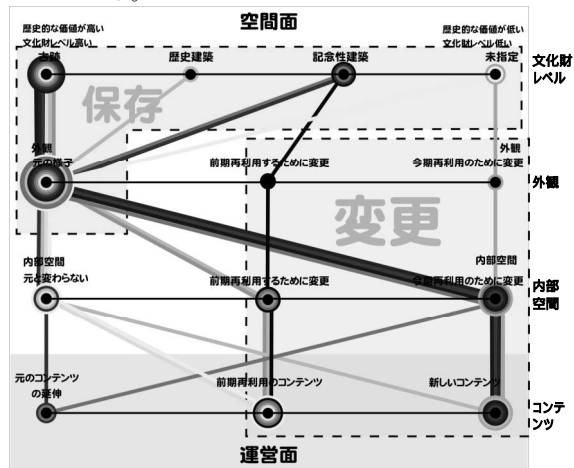 空間面
歴史的な価値が高い
文化財レベル高い
古跡
歴史建築
記念性建築
歴史的な価値が低い
文化財レベル低い
未指定
文化財
レベル
保存
外観
元の様子
前期再利用するために変更
外観
今期再利用のために変更
外観
変更
内部空間
元と変わらない
前期再利用するために変更
内部空間
今期再利用のために変更
内部
空間
元のコンテンツ
の延伸
前期再利用のコンテンツ
新しいコンテンツ
コンテ
ンツ
運営面